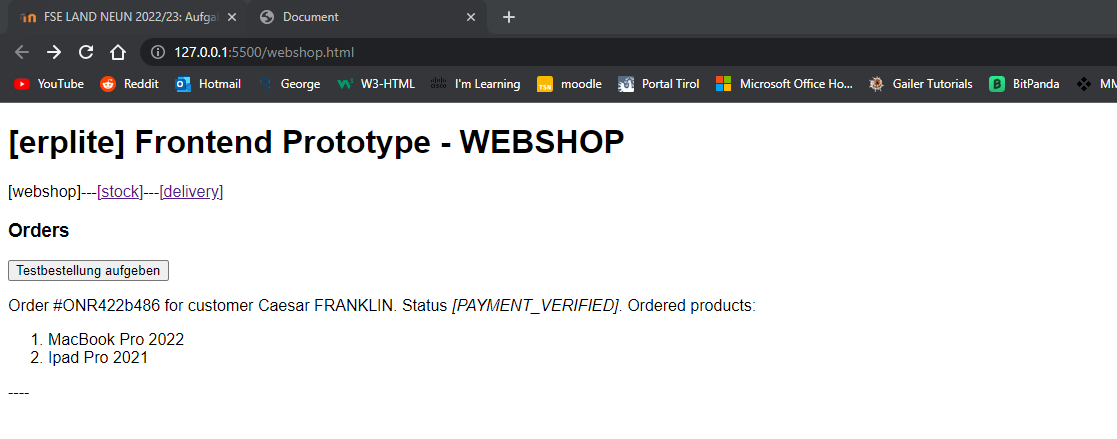 FSE LAND NEUN 2022/23: Aufga
Document
127.0.0.1:5500/webshop.html
YouTube Reddit Hotmail George W3-HTML I'm Learning moodle Portal Tirol Microsoft Office Ho... Gailer Tutorials BitPanda MM
[erplite] Frontend Prototype - WEBSHOP
[webshop]---[stock]---[delivery]
Orders
Testbestellung aufgeben
Order #ONR422b486 for customer Caesar FRANKLIN. Status [PAYMENT_VERIFIED]. Ordered products:
1. MacBook Pro 2022
2. Ipad Pro 2021
----